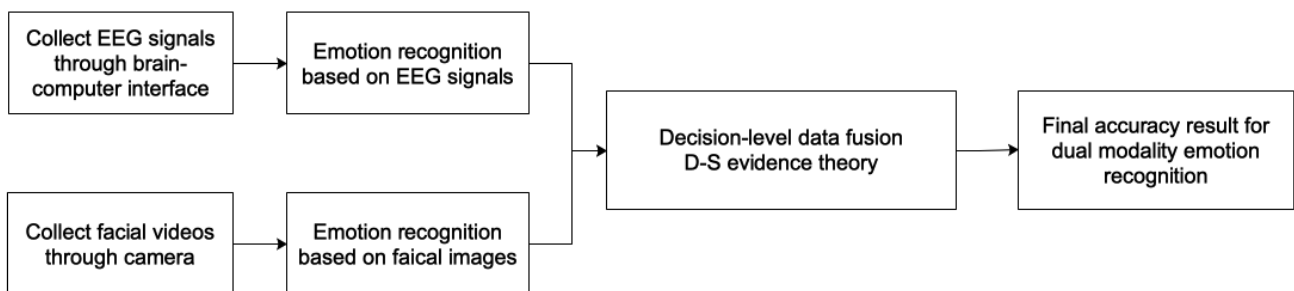 Collect EEG signals
through brain-
computer interface
Emotion recognition
based on EEG signals
Collect facial videos
through camera
Emotion recognition
based on faical images
Decision-level data fusion
D-S evidence theory
Final accuracy result for
dual modality emotion
recognition